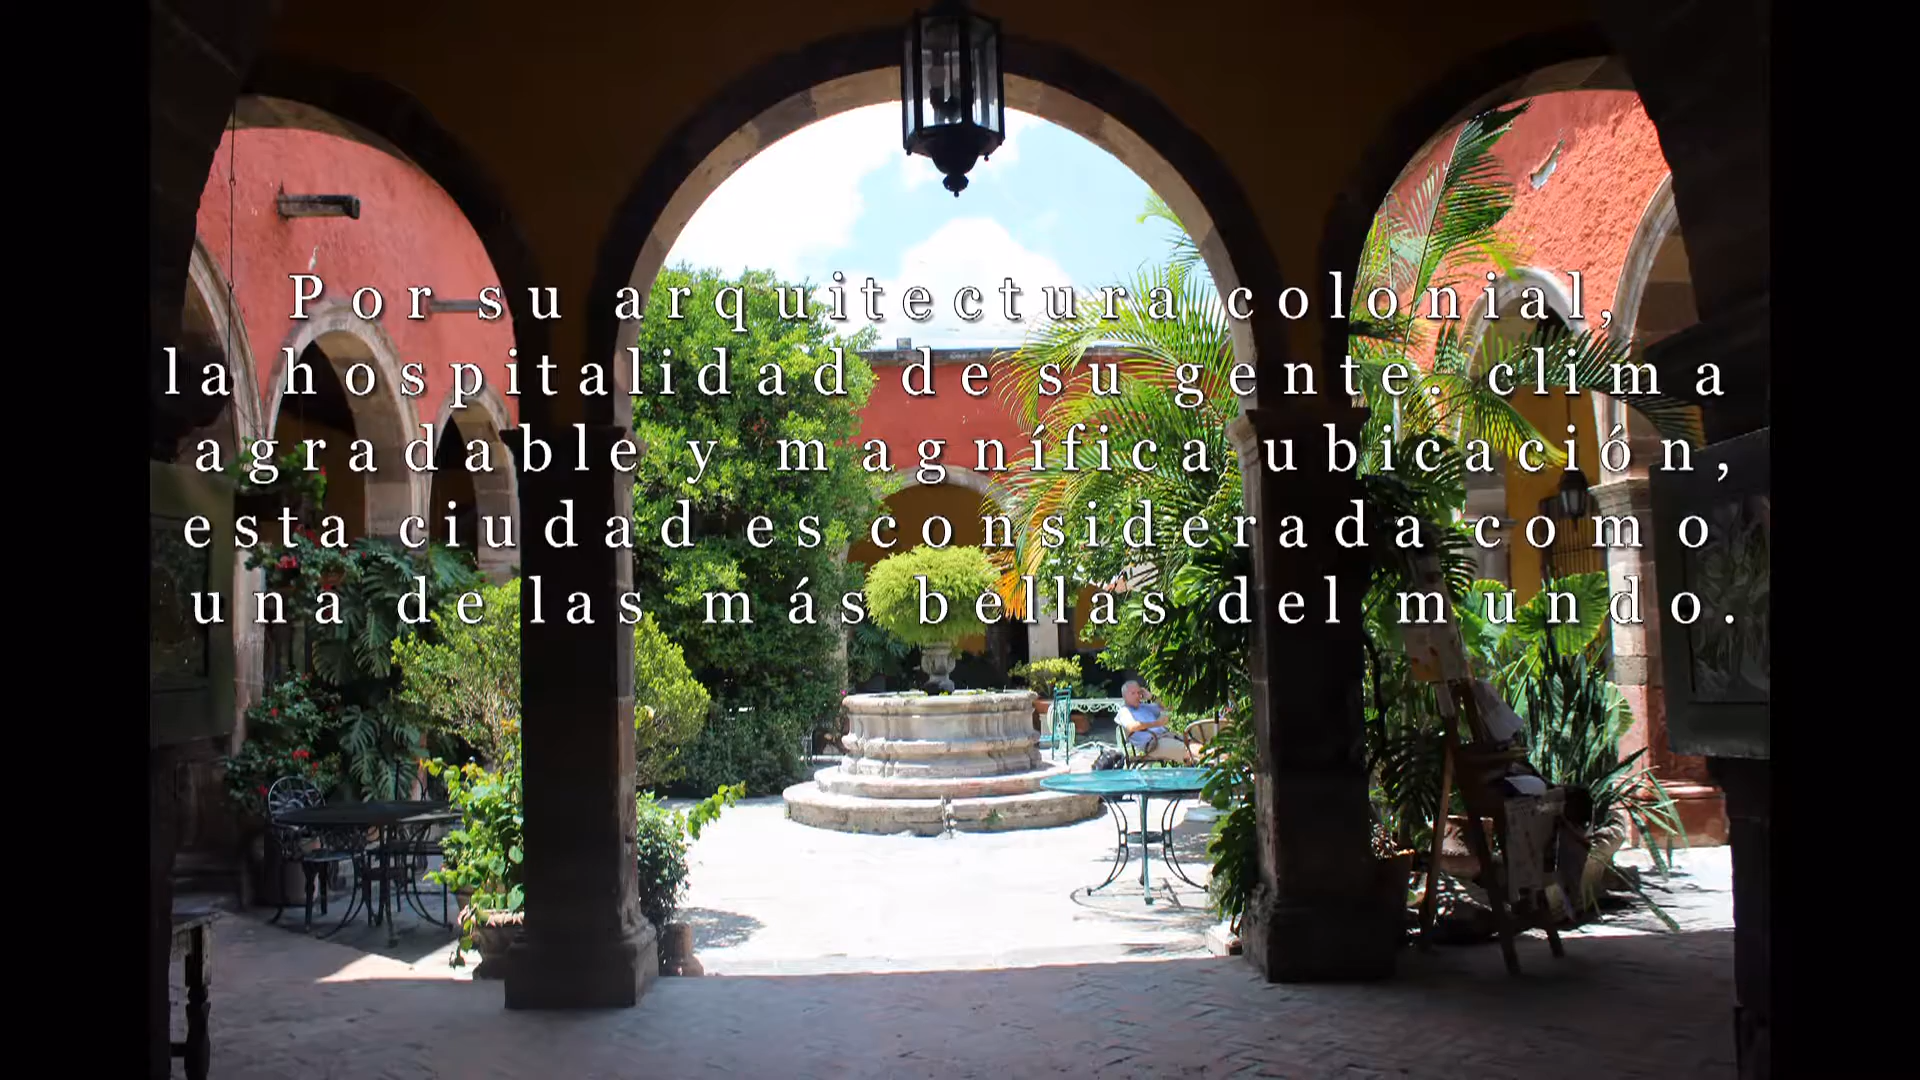 Por su arquitectura colonial,
la hospitalidad de su gente. clima
agradable y magnífica ubicación,
esta ciudad es considerada como
una de las más bellas del mundo.